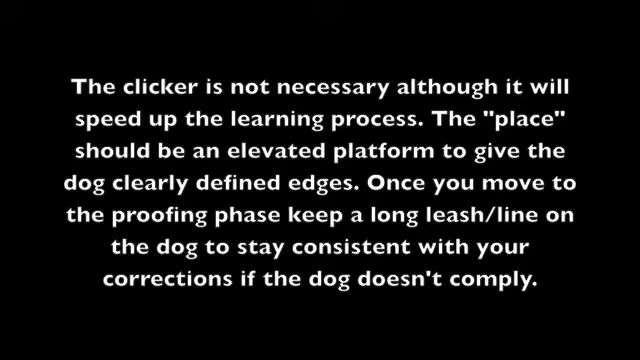 The clicker is not necessary although it will
speed up the learning process. The "place"
should be an elevated platform to give the
dog clearly defined edges. Once you move to
the proofing phase keep a long leash/line on
the dog to stay consistent with your
corrections if the dog doesn't comply.